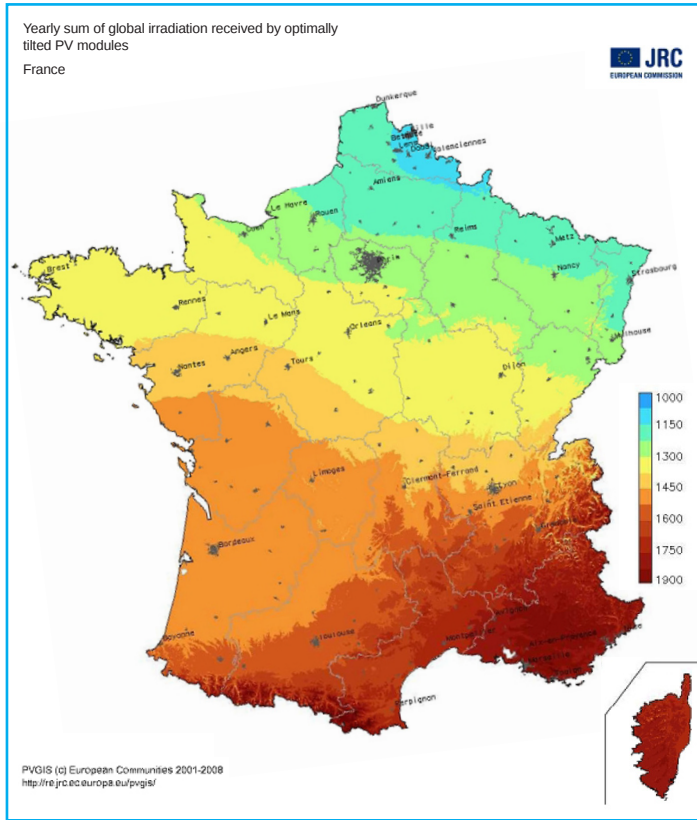 Yearly sum of global irradiation received by optimally
tilted PV modules
France
JRC
EUROPEAN COMMISSION
Dunkerque
Valenciennes
Amiens
Le Havre
Rouen
Reims
Metz
Nancy
Strasbourg
Brest
Rennes
Le Mans
Orleans
Mulhouse
Nantes
Angers
Tours
Dijon
1000
1150
1300
1450
1600
1750
1900
Limoges
Clermont-Ferrand
Lyon
Saint Etienne
Grenoble
Bordeaux
Bayonne
Toulouse
Montpellier
Aix-en-Provence
Marseille
Perpignan
PVGIS (c) European Communities 2001-2008
http://re.jrc.ec.europa.eu/pvgis/